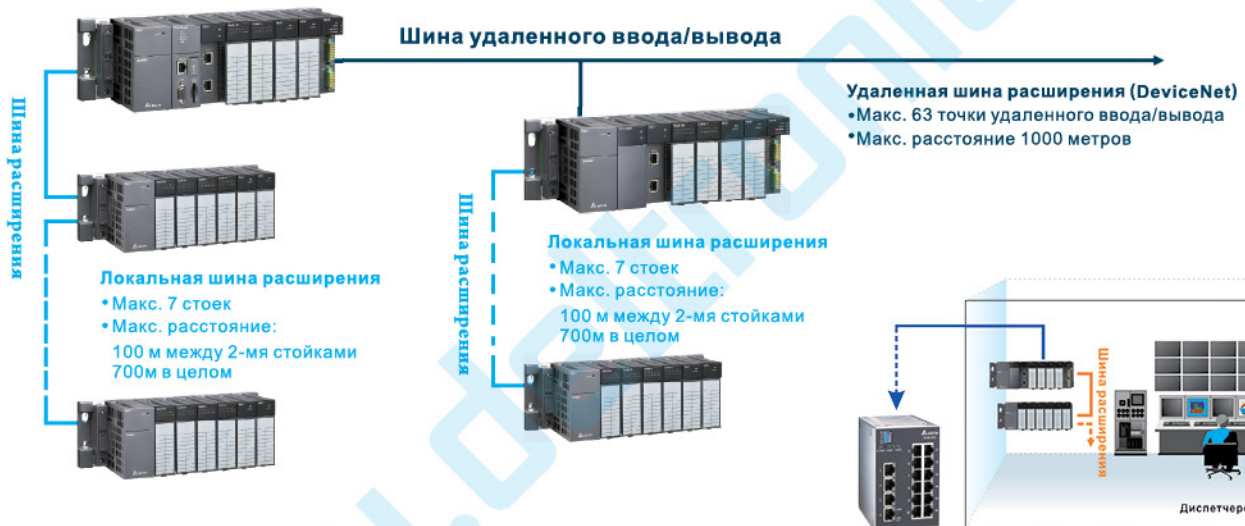 Шина удаленного ввода/вывода
Удаленная шина расширения (DeviceNet)
•Макс. 63 точки удаленного ввода/вывода
•Макс. расстояние 1000 метров
Шина расширения
Локальная шина расширения
• Макс. 7 стоек
• Макс. расстояние:
100 м между 2-мя стойками
700м в целом
Шина расширения
Локальная шина расширения
• Макс. 7 стоек
• Макс. расстояние:
100 м между 2-мя стойками
700м в целом
Шина расширения